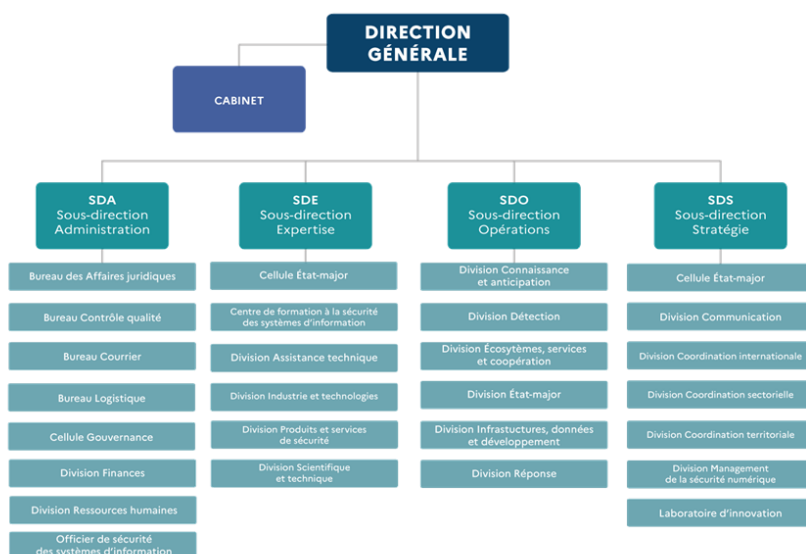 DIRECTION
GÉNÉRALE
CABINET
SDA
Sous-direction
Administration
Bureau des Affaires juridiques
Bureau Contrôle qualité
Bureau Courrier
Bureau Logistique
Cellule Gouvernance
Division Finances
Division Ressources humaines
Officier de sécurité
des systèmes d'information
SDE
Sous-direction
Expertise
Cellule État-major
Centre de formation à la sécurité
des systèmes d'information
Division Assistance technique
Division Industrie et technologies
Division Produits et services
de sécurité
Division Scientifique
et technique
SDO
Sous-direction
Opérations
Division Connaissance
et anticipation
Division Détection
Division Écosytèmes, services
et coopération
Division État-major
Division Infrastuctures, données
et développement
Division Réponse
SDS
Sous-direction
Stratégie
Cellule État-major
Division Communication
Division Coordination internationale
Division Coordination sectorielle
Division Coordination territoriale
Division Management
de la sécurité numérique
Laboratoire d'innovation